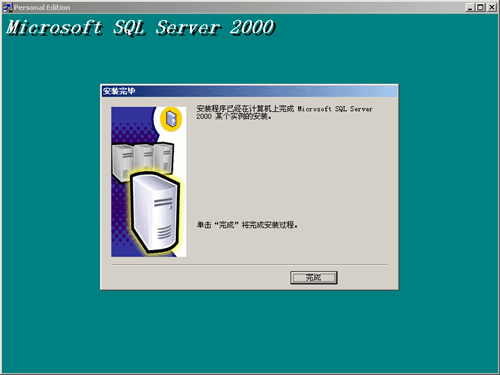 Personal Edition
Microsoft SQL Server 2000
安装完毕
安装程序已经在计算机上完成 Microsoft SQL Server
2000 某个实例的安装。
单击“完成”将完成安装过程。
完成